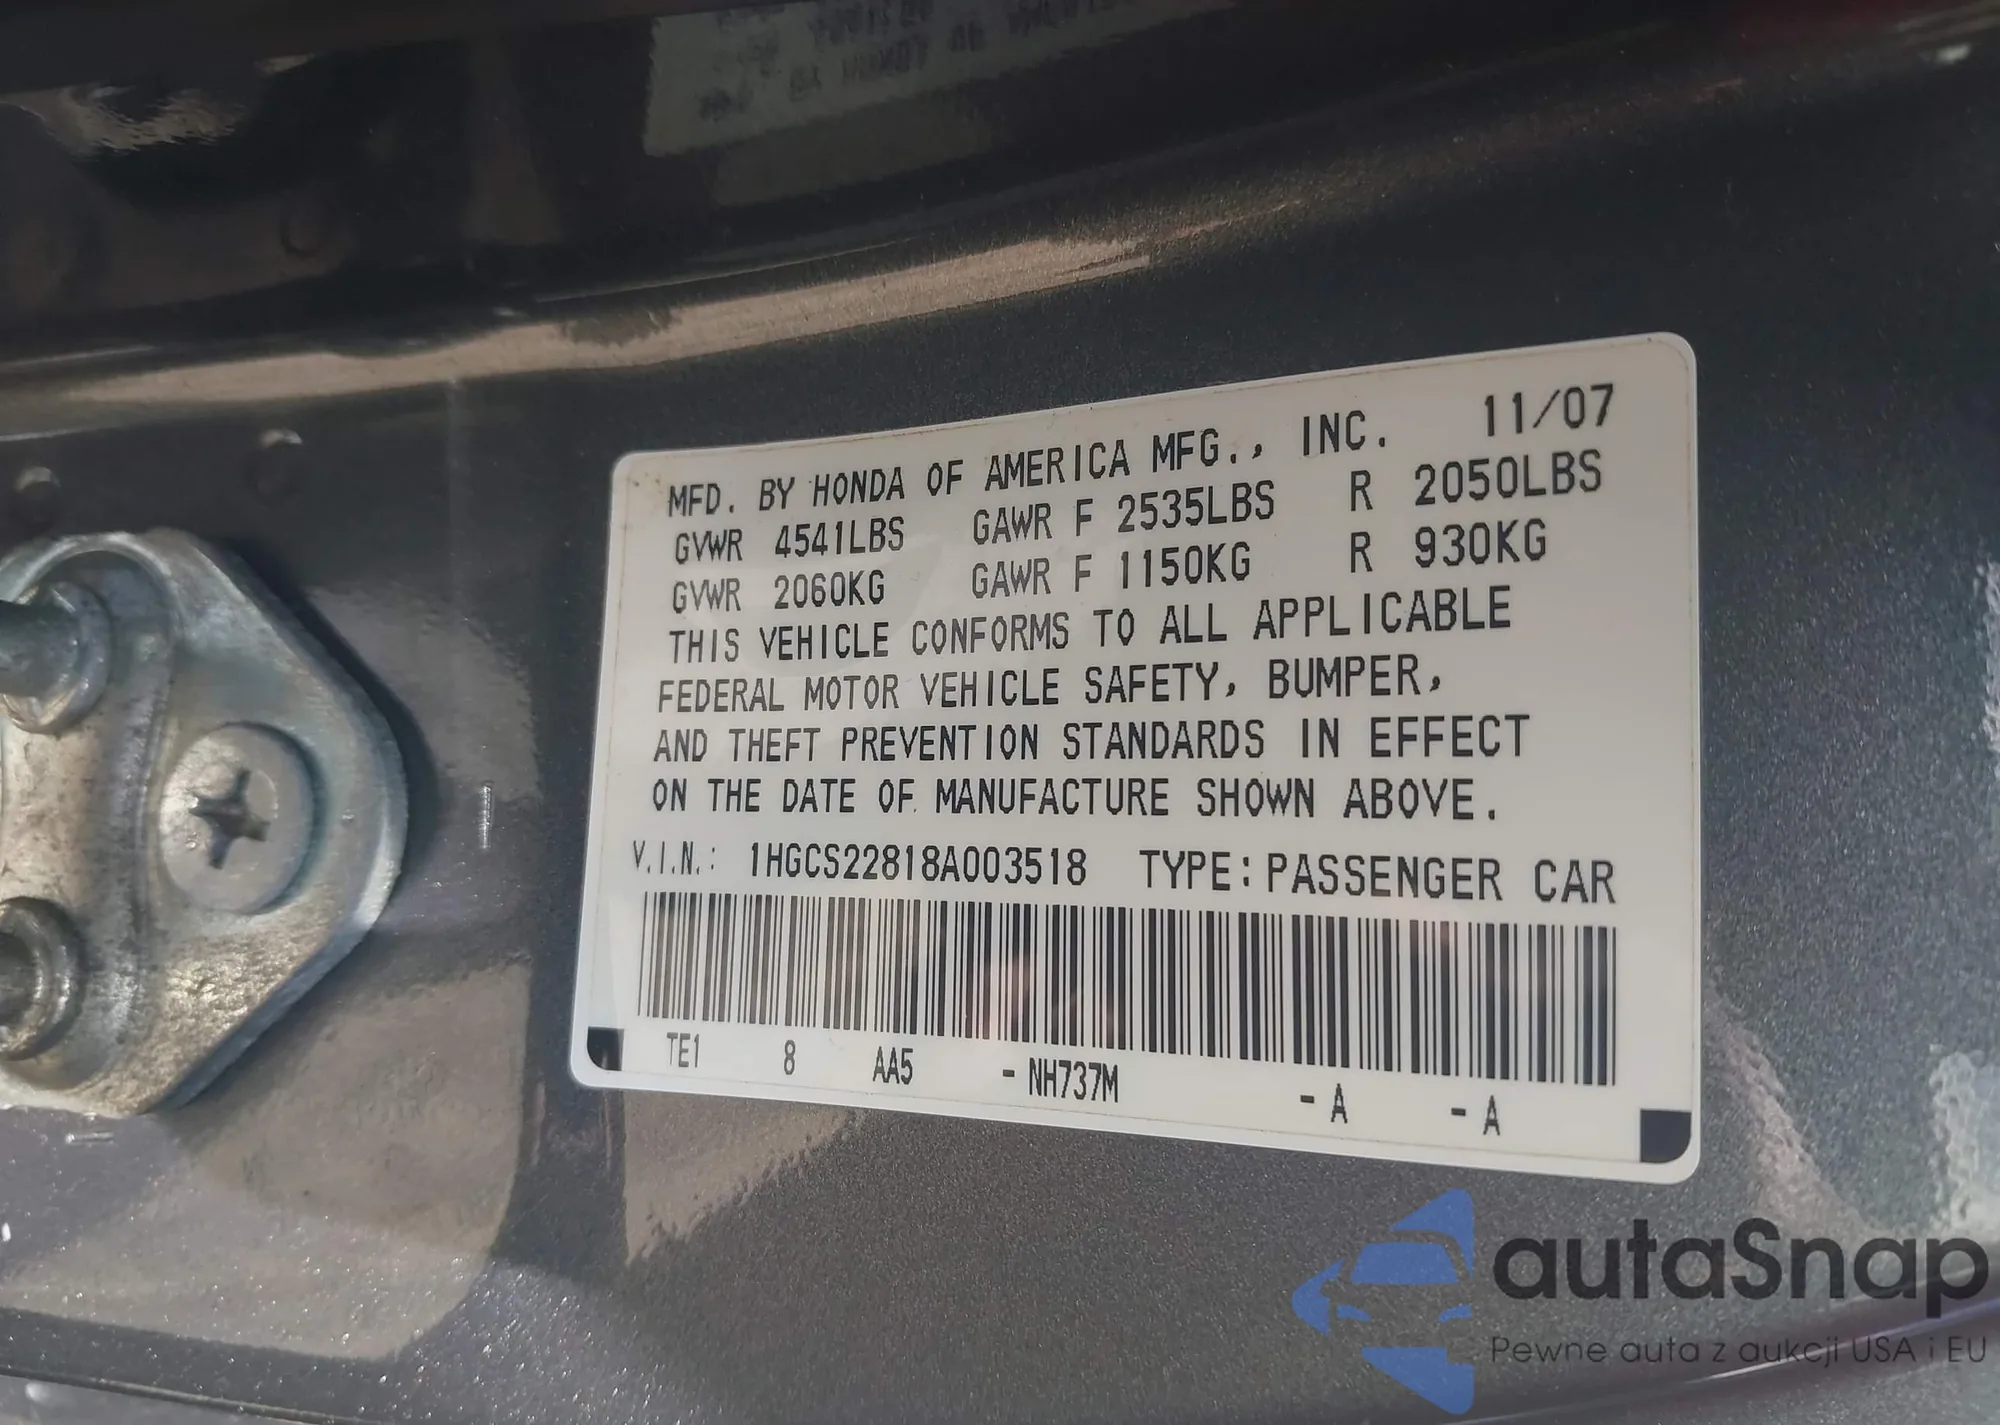 MFD. BY HONDA OF AMERICA MFG., INC. 11/07
GVWR 4541LBS GAWR F 2535LBS R 2050LBS
GVWR 2060KG GAWR F 1150KG R 930KG
THIS VEHICLE CONFORMS TO ALL APPLICABLE
FEDERAL MOTOR VEHICLE SAFETY, BUMPER,
AND THEFT PREVENTION STANDARDS IN EFFECT
ON THE DATE OF MANUFACTURE SHOWN ABOVE.
V.I.N.: 1HGCS22818A003518 TYPE: PASSENGER CAR
TE1 8 AA5 - NH737M - A - A
autaSnap
Pewne auta z aukcji USA i EU